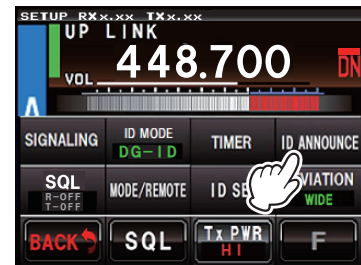 SETUP RXx.xx TXx.xx
UP LINK
VOL 448.700 DN
SIGNALING ID MODE TIMER ID ANNOUNCE
DG-ID
SQL MODE/REMOTE ID SE VIATION
R-OFF WIDE
T-OFF
BACK SQL Tx PWR F
HI